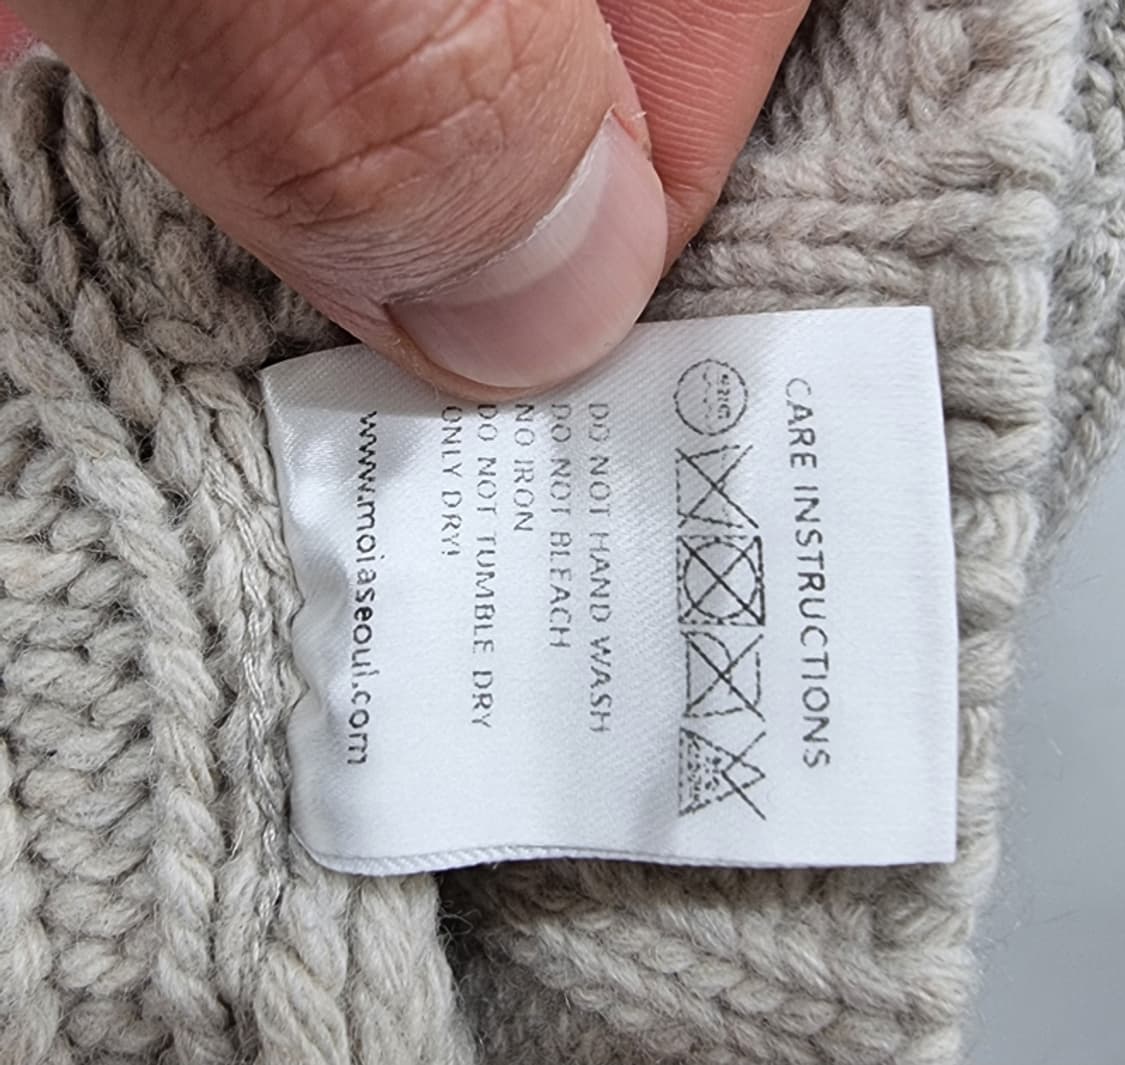 CARE INSTRUCTIONS
DO NOT HAND WASH
DO NOT BLEACH
NO IRON
DO NOT TUMBLE DRY
ONLY DRY!
www.moiaseoul.com